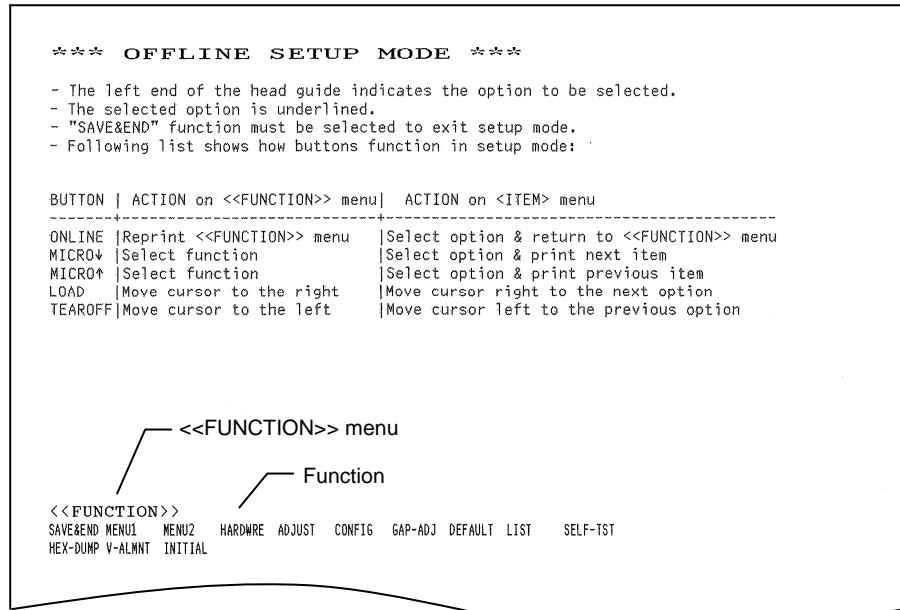 *** OFFLINE SETUP MODE ***
- The left end of the head guide indicates the option to be selected.
- The selected option is underlined.
- "SAVE&END" function must be selected to exit setup mode.
- Following list shows how buttons function in setup mode:
BUTTON | ACTION on <<FUNCTION>> menu| ACTION on <ITEM> menu
-------+-----------------------------+-------------------------------------------
ONLINE |Reprint <<FUNCTION>> menu |Select option & return to <<FUNCTION>> menu
MICRO↓ |Select function |Select option & print next item
MICRO↑ |Select function |Select option & print previous item
LOAD |Move cursor to the right |Move cursor right to the next option
TEAROFF|Move cursor to the left |Move cursor left to the previous option
<<FUNCTION>> menu
Function
<<FUNCTION>>
SAVE&END MENU1 MENU2 HARDWRE ADJUST CONFIG GAP-ADJ DEFAULT LIST SELF-TST
HEX-DUMP V-ALMNT INITIAL